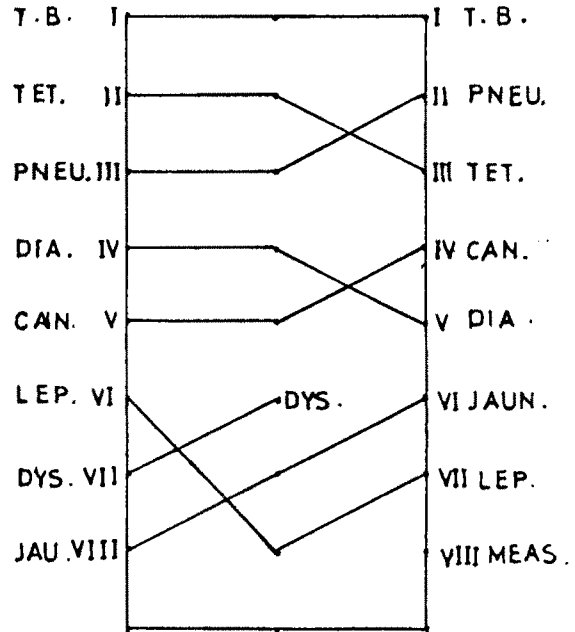 T.B. I I T.B.
TET. II II PNEU.
PNEU. III III TET.
DIA. IV IV CAN.
CAN. V V DIA.
LEP. VI DYS. VI JAUN.
DYS. VII VII LEP.
JAU. VIII VIII MEAS.